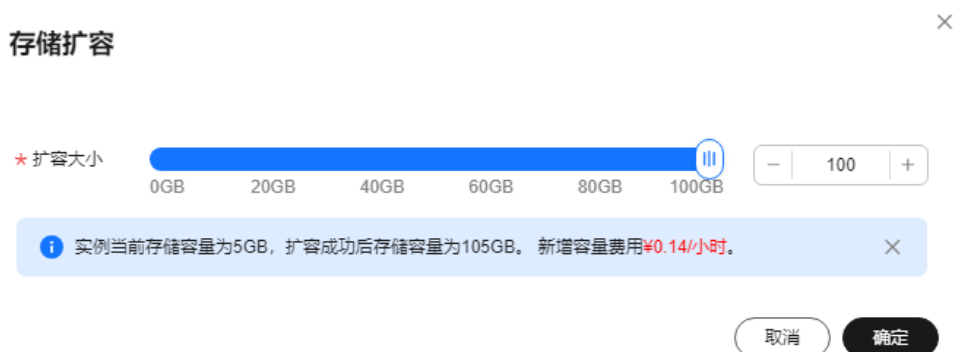 存储扩容
* 扩容大小
0GB 20GB 40GB 60GB 80GB 100GB
− 100 +
实例当前存储容量为5GB，扩容成功后存储容量为105GB。 新增容量费用¥0.14/小时。
取消 确定